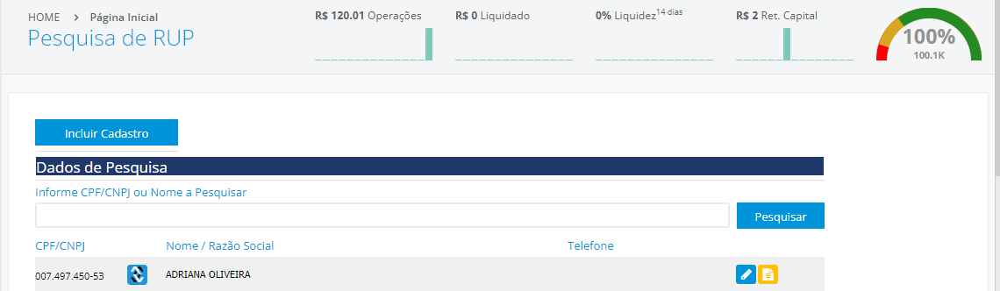 HOME > Página Inicial
Pesquisa de RUP
R$ 120.01 Operações
R$ 0 Liquidado
0% Liquidez 14 dias
R$ 2 Ret. Capital
100%
100.1K
Incluir Cadastro
Dados de Pesquisa
Informe CPF/CNPJ ou Nome a Pesquisar
Pesquisar
CPF/CNPJ Nome / Razão Social Telefone
007.497.450-53 ADRIANA OLIVEIRA